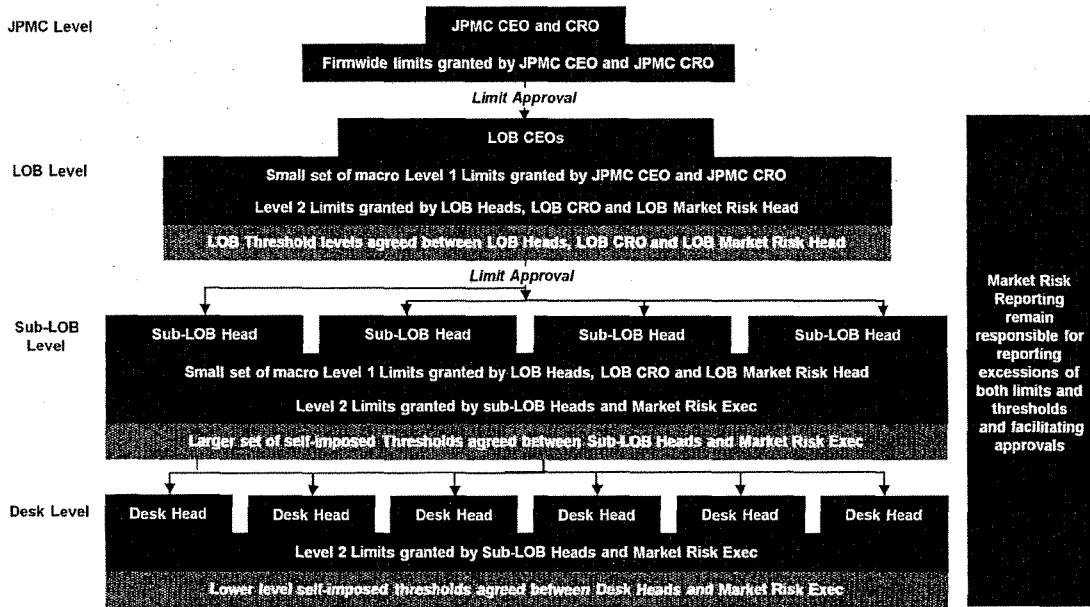 JPMC Level
JPMC CEO and CRO
Firmwide limits granted by JPMC CEO and JPMC CRO
Limit Approval
LOB Level
LOB CEOs
Small set of macro Level 1 Limits granted by JPMC CEO and JPMC CRO
Level 2 Limits granted by LOB Heads, LOB CRO and LOB Market Risk Head
LOB Threshold levels agreed between LOB Heads, LOB CRO and LOB Market Risk Head
Limit Approval
Sub-LOB
Level
Sub-LOB Head
Sub-LOB Head
Sub-LOB Head
Sub-LOB Head
Small set of macro Level 1 Limits granted by LOB Heads, LOB CRO and LOB Market Risk Head
Level 2 Limits granted by sub-LOB Heads and Market Risk Exec
Larger set of self-imposed Thresholds agreed between Sub-LOB Heads and Market Risk Exec
Desk Level
Desk Head
Desk Head
Desk Head
Desk Head
Desk Head
Desk Head
Level 2 Limits granted by Sub-LOB Heads and Market Risk Exec
Lower level self-imposed thresholds agreed between Desk Heads and Market Risk Exec
Market Risk
Reporting
remain
responsible for
reporting
excessions of
both limits and
thresholds
and facilitating
approvals